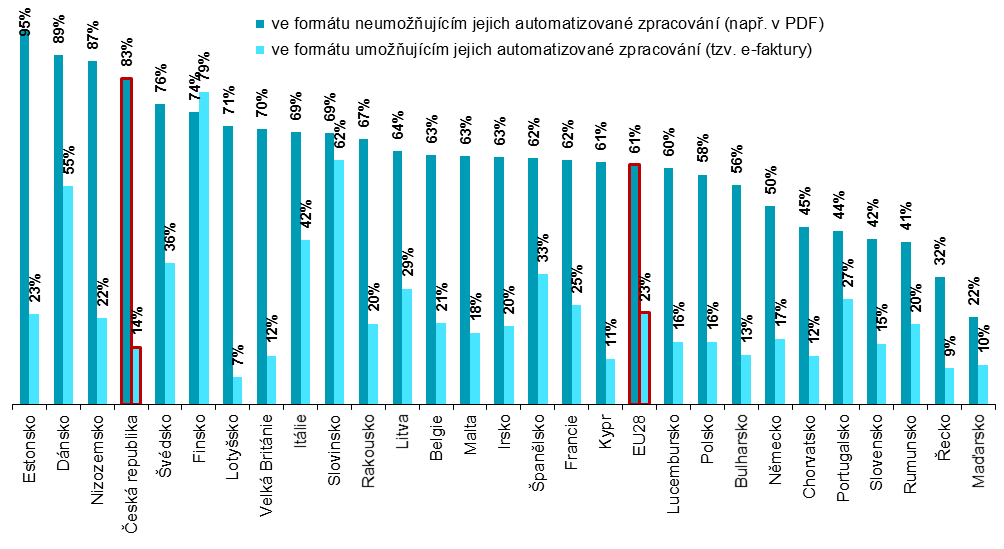 ve formátu neumožňujícím jejich automatizované zpracování (např. v PDF)
ve formátu umožňujícím jejich automatizované zpracování (tzv. e-faktury)
95% 23%
89% 55%
87% 22%
83% 14%
76% 36%
74% 79%
71% 7%
70% 12%
69% 42%
69% 62%
67% 20%
64% 29%
63% 21%
63% 18%
63% 20%
62% 33%
62% 25%
61% 11%
61% 23%
60% 16%
58% 16%
56% 13%
50% 17%
45% 12%
44% 27%
42% 15%
41% 20%
32% 9%
22% 10%
Estonsko
Dánsko
Nizozemsko
Česká republika
Švédsko
Finsko
Lotyšsko
Velká Británie
Itálie
Slovinsko
Rakousko
Litva
Belgie
Malta
Irsko
Španělsko
Francie
Kypr
EU28
Lucembursko
Polsko
Bulharsko
Německo
Chorvatsko
Portugalsko
Slovensko
Rumunsko
Řecko
Maďarsko